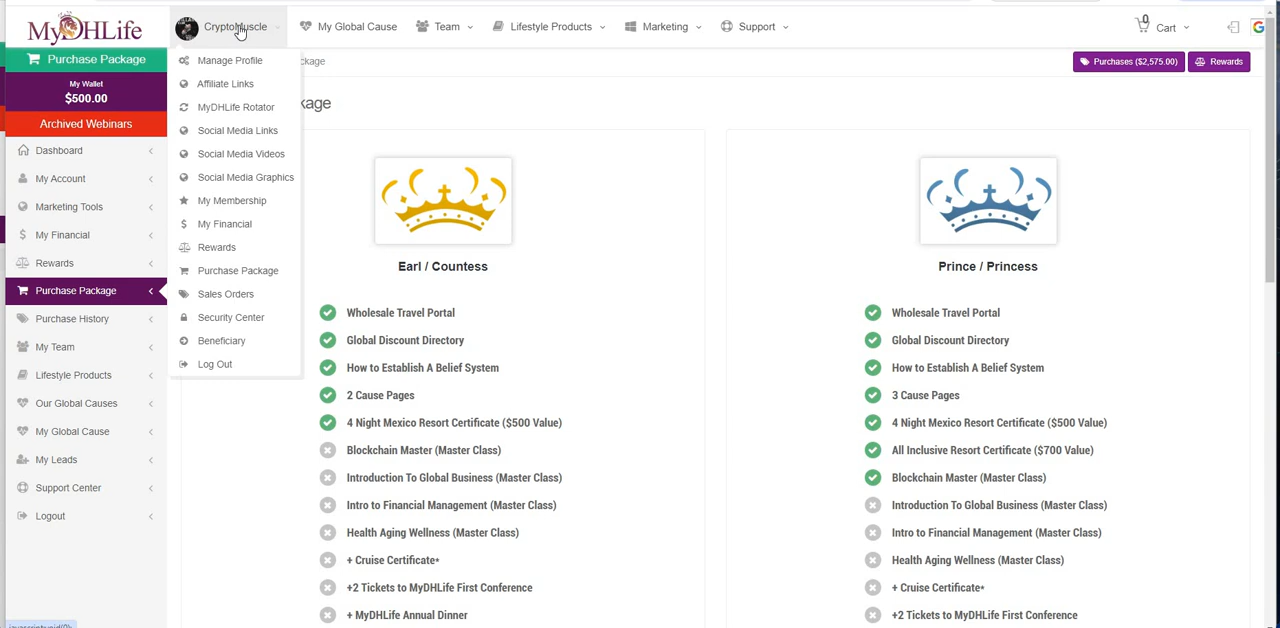 MyDHLife
CryptoMuscle
My Global Cause
Team
Lifestyle Products
Marketing
Support
0
Cart
Purchase Package
My Wallet
$500.00
Archived Webinars
Dashboard
My Account
Marketing Tools
My Financial
Rewards
Purchase Package
Purchase History
My Team
Lifestyle Products
Our Global Causes
My Global Cause
My Leads
Support Center
Logout
Manage Profile
Affiliate Links
MyDHLife Rotator
Social Media Links
Social Media Videos
Social Media Graphics
My Membership
My Financial
Rewards
Purchase Package
Sales Orders
Security Center
Beneficiary
Log Out
ckage
Purchases ($2,575.00)
Rewards
kage
Earl / Countess
Wholesale Travel Portal
Global Discount Directory
How to Establish A Belief System
2 Cause Pages
4 Night Mexico Resort Certificate ($500 Value)
Blockchain Master (Master Class)
Introduction To Global Business (Master Class)
Intro to Financial Management (Master Class)
Health Aging Wellness (Master Class)
+ Cruise Certificate*
+2 Tickets to MyDHLife First Conference
+ MyDHLife Annual Dinner
Prince / Princess
Wholesale Travel Portal
Global Discount Directory
How to Establish A Belief System
3 Cause Pages
4 Night Mexico Resort Certificate ($500 Value)
All Inclusive Resort Certificate ($700 Value)
Blockchain Master (Master Class)
Introduction To Global Business (Master Class)
Intro to Financial Management (Master Class)
Health Aging Wellness (Master Class)
+ Cruise Certificate*
+2 Tickets to MyDHLife First Conference